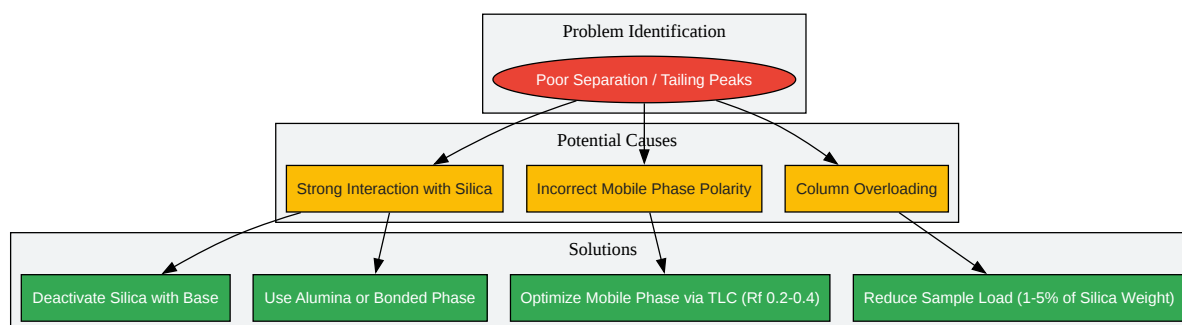 Problem Identification
Poor Separation / Tailing Peaks
Potential Causes
Strong Interaction with Silica
Incorrect Mobile Phase Polarity
Column Overloading
Solutions
Deactivate Silica with Base
Use Alumina or Bonded Phase
Optimize Mobile Phase via TLC (Rf 0.2-0.4)
Reduce Sample Load (1-5% of Silica Weight)